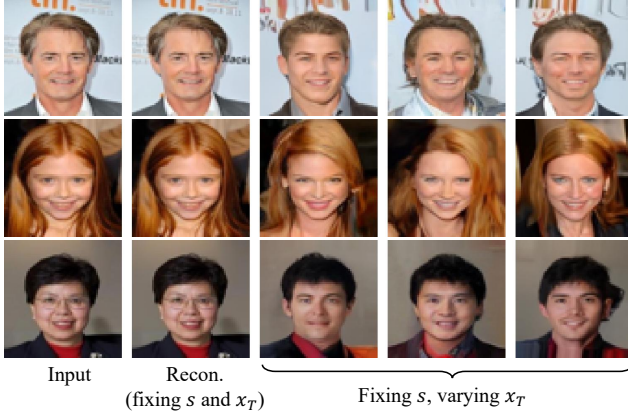 Input
Recon.
(fixing s and x_T)
Fixing s, varying x_T